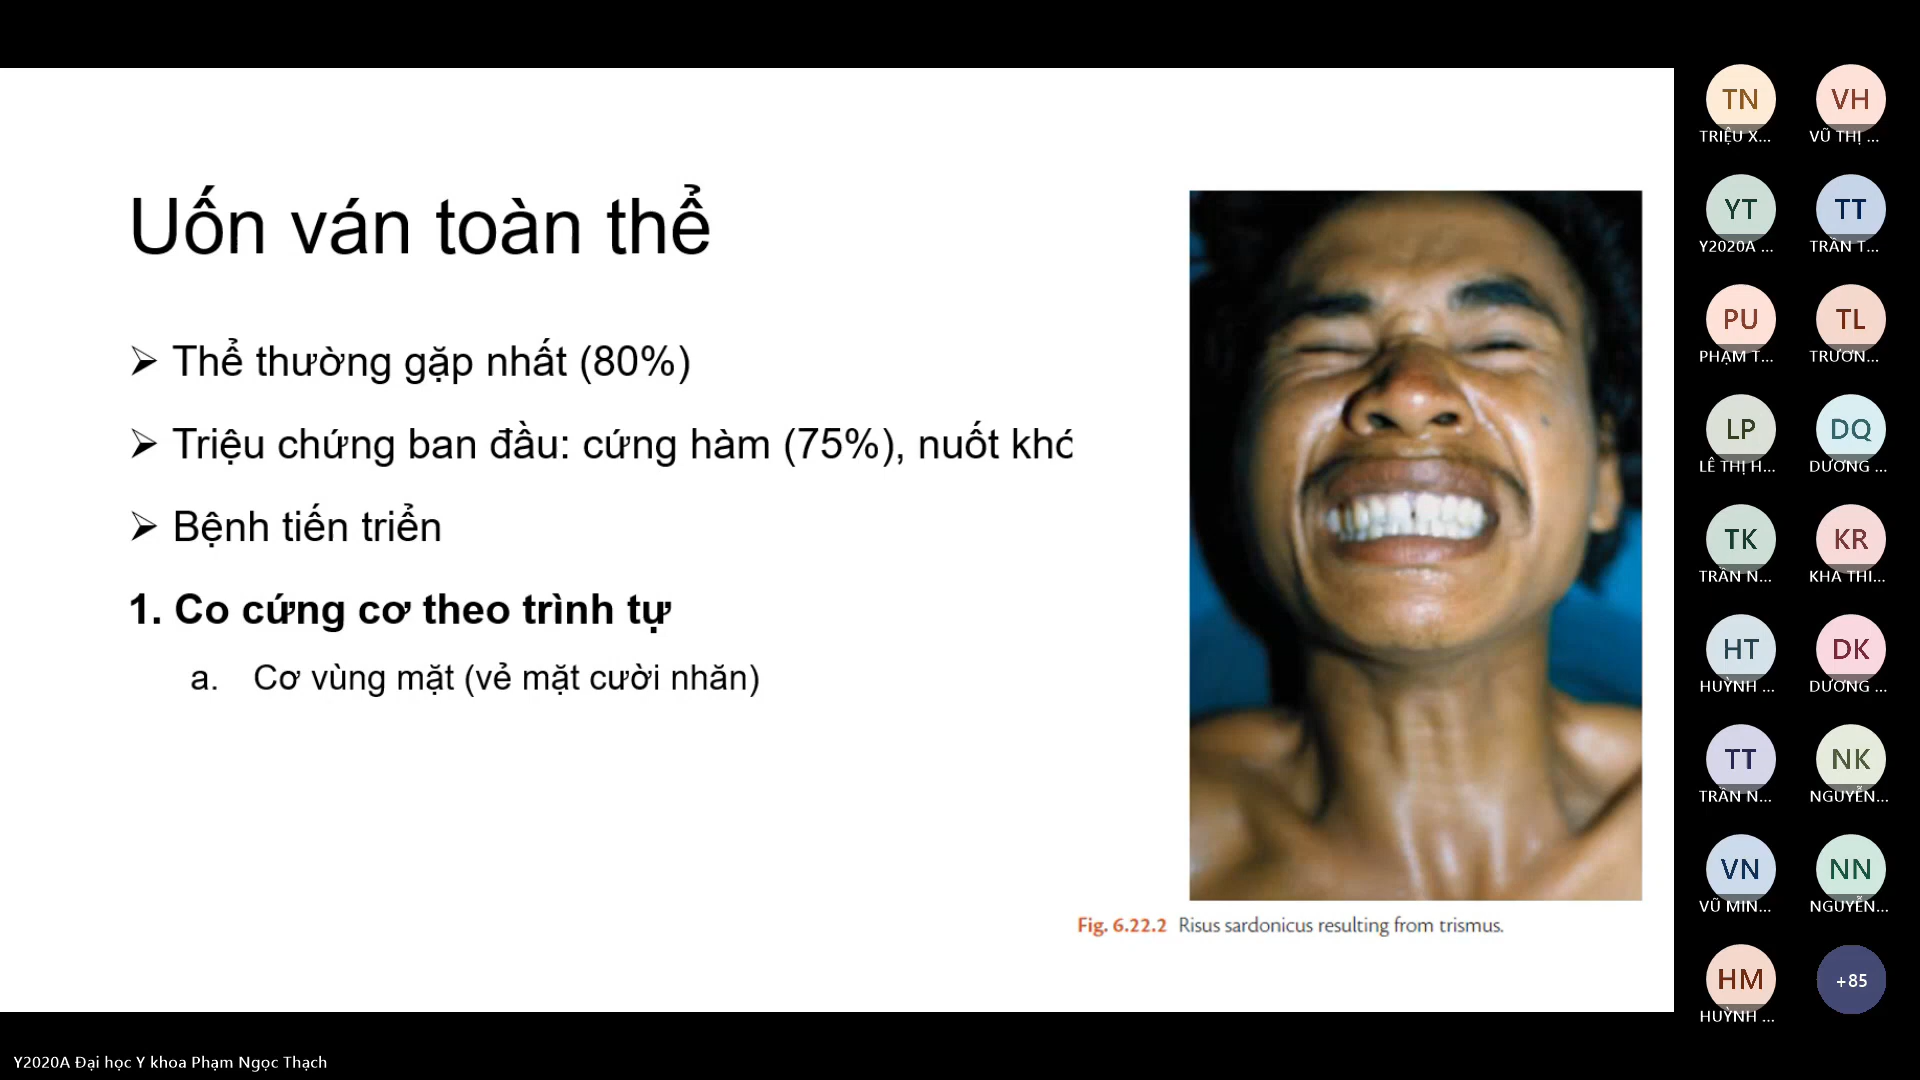 Uốn ván toàn thể
➢ Thể thường gặp nhất (80%)
➢ Triệu chứng ban đầu: cứng hàm (75%), nuốt khó
➢ Bệnh tiến triển
1. Co cứng cơ theo trình tự
a. Cơ vùng mặt (vẻ mặt cười nhăn)
Fig. 6.22.2 Risus sardonicus resulting from trismus.
TN VH
TRIỆU X... VŨ THỊ ...
YT TT
Y2020A ... TRẦN T...
PU TL
PHẠM T... TRƯƠN...
LP DQ
LÊ THỊ H... DƯƠNG ...
TK KR
TRẦN N... KHA THI...
HT DK
HUỲNH ... DƯƠNG ...
TT NK
TRẦN N... NGUYỄN...
VN NN
VŨ MIN... NGUYỄN...
HM +85
HUỲNH ...
Y2020A Đại học Y khoa Phạm Ngọc Thạch